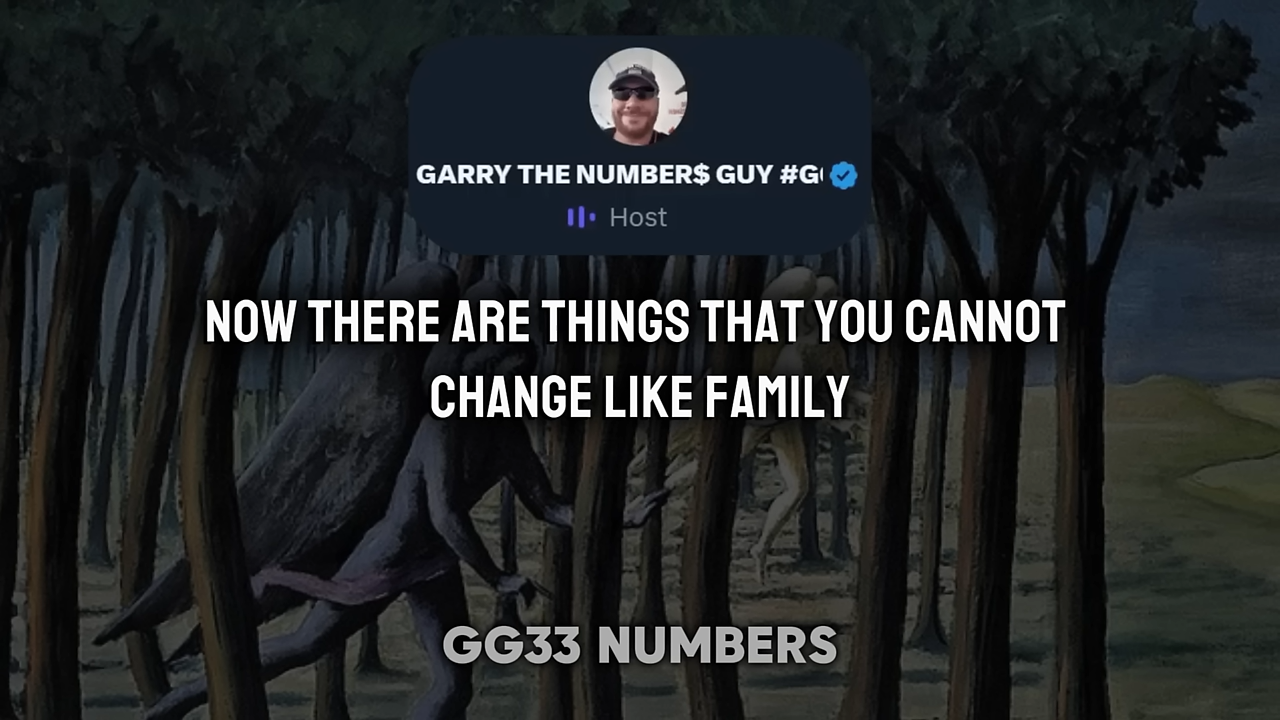 GARRY THE NUMBER$ GUY #G
Host
NOW THERE ARE THINGS THAT YOU CANNOT
CHANGE LIKE FAMILY
GG33 NUMBERS